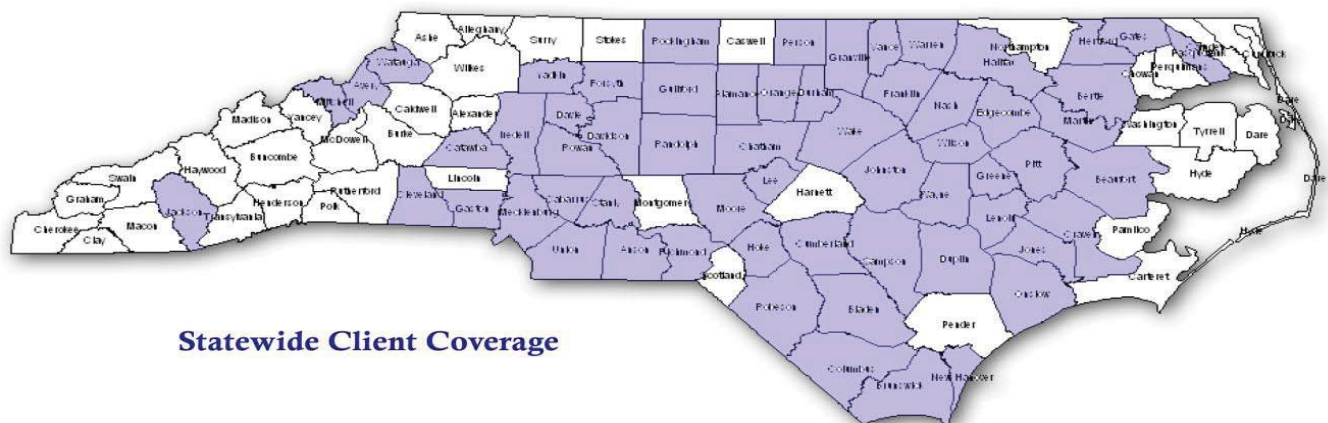 Ashe
Alleghany
Surry
Stokes
Rockingham
Caswell
Person
Granville
Vance
Warren
Northampton
Halifax
Hertford
Gates
Pasquotank
Camden
Currituck
Perquimans
Chowan
Watauga
Wilkes
Yadkin
Forsyth
Guilford
Alamance
Orange
Durham
Franklin
Nash
Edgecombe
Bertie
Martin
Washington
Tyrrell
Dare
Dare
Dare
Dare
Avery
Mitchell
Yancey
Madison
Caldwell
Alexander
Iredell
Davie
Davidson
Rowan
Randolph
Chatham
Wake
Wilson
Pitt
Beaufort
Hyde
Hyde
Burke
McDowell
Buncombe
Haywood
Swain
Graham
Cherokee
Clay
Macon
Jackson
Transylvania
Henderson
Polk
Rutherford
Cleveland
Catawba
Lincoln
Gaston
Mecklenburg
Cabarrus
Stanly
Montgomery
Moore
Lee
Harnett
Johnston
Wayne
Greene
Lenoir
Craven
Pamlico
Jones
Carteret
Union
Anson
Richmond
Scotland
Hoke
Cumberland
Sampson
Duplin
Onslow
Robeson
Bladen
Pender
Columbus
Brunswick
New Hanover
Statewide Client Coverage